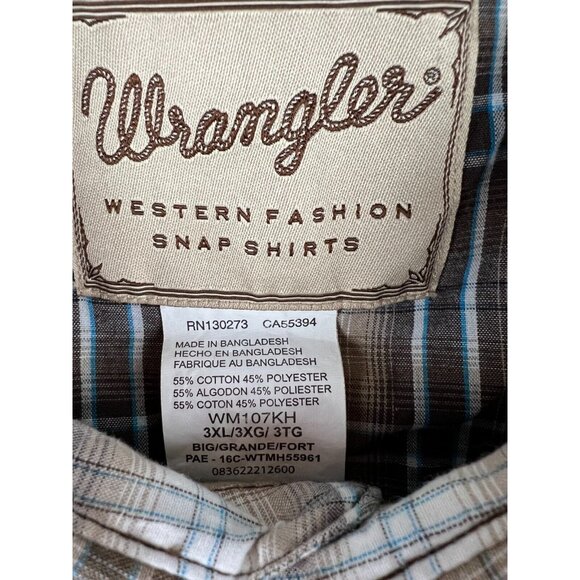 Wrangler®
WESTERN FASHION
SNAP SHIRTS
RN130273 CA55394
MADE IN BANGLADESH
HECHO EN BANGLADESH
FABRIQUE AU BANGLADESH
55% COTTON 45% POLYESTER
55% ALGODON 45% POLIESTER
55% COTON 45% POLYESTER
WM107KH
3XL/3XG/ 3TG
BIG/GRANDE/FORT
PAE - 16C-WTMH55961
083622212600